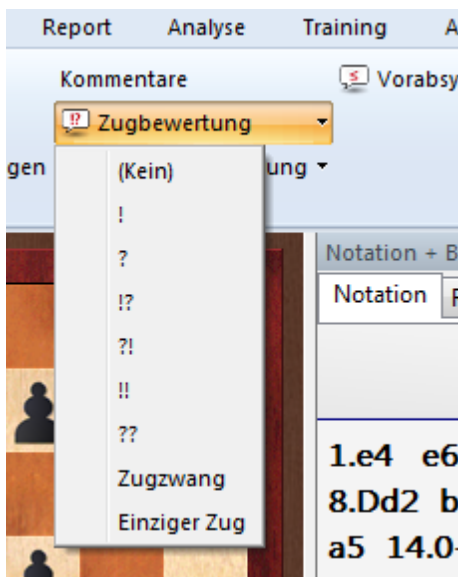 Report Analyse Training A
Kommentare Vorabsy
!? Zugbewertung
gen ung
(Kein)
!
?
!?
?!
!!
??
Zugzwang
Einziger Zug
Notation + B
Notation
1.e4 e6
8.Dd2 b
a5 14.0-